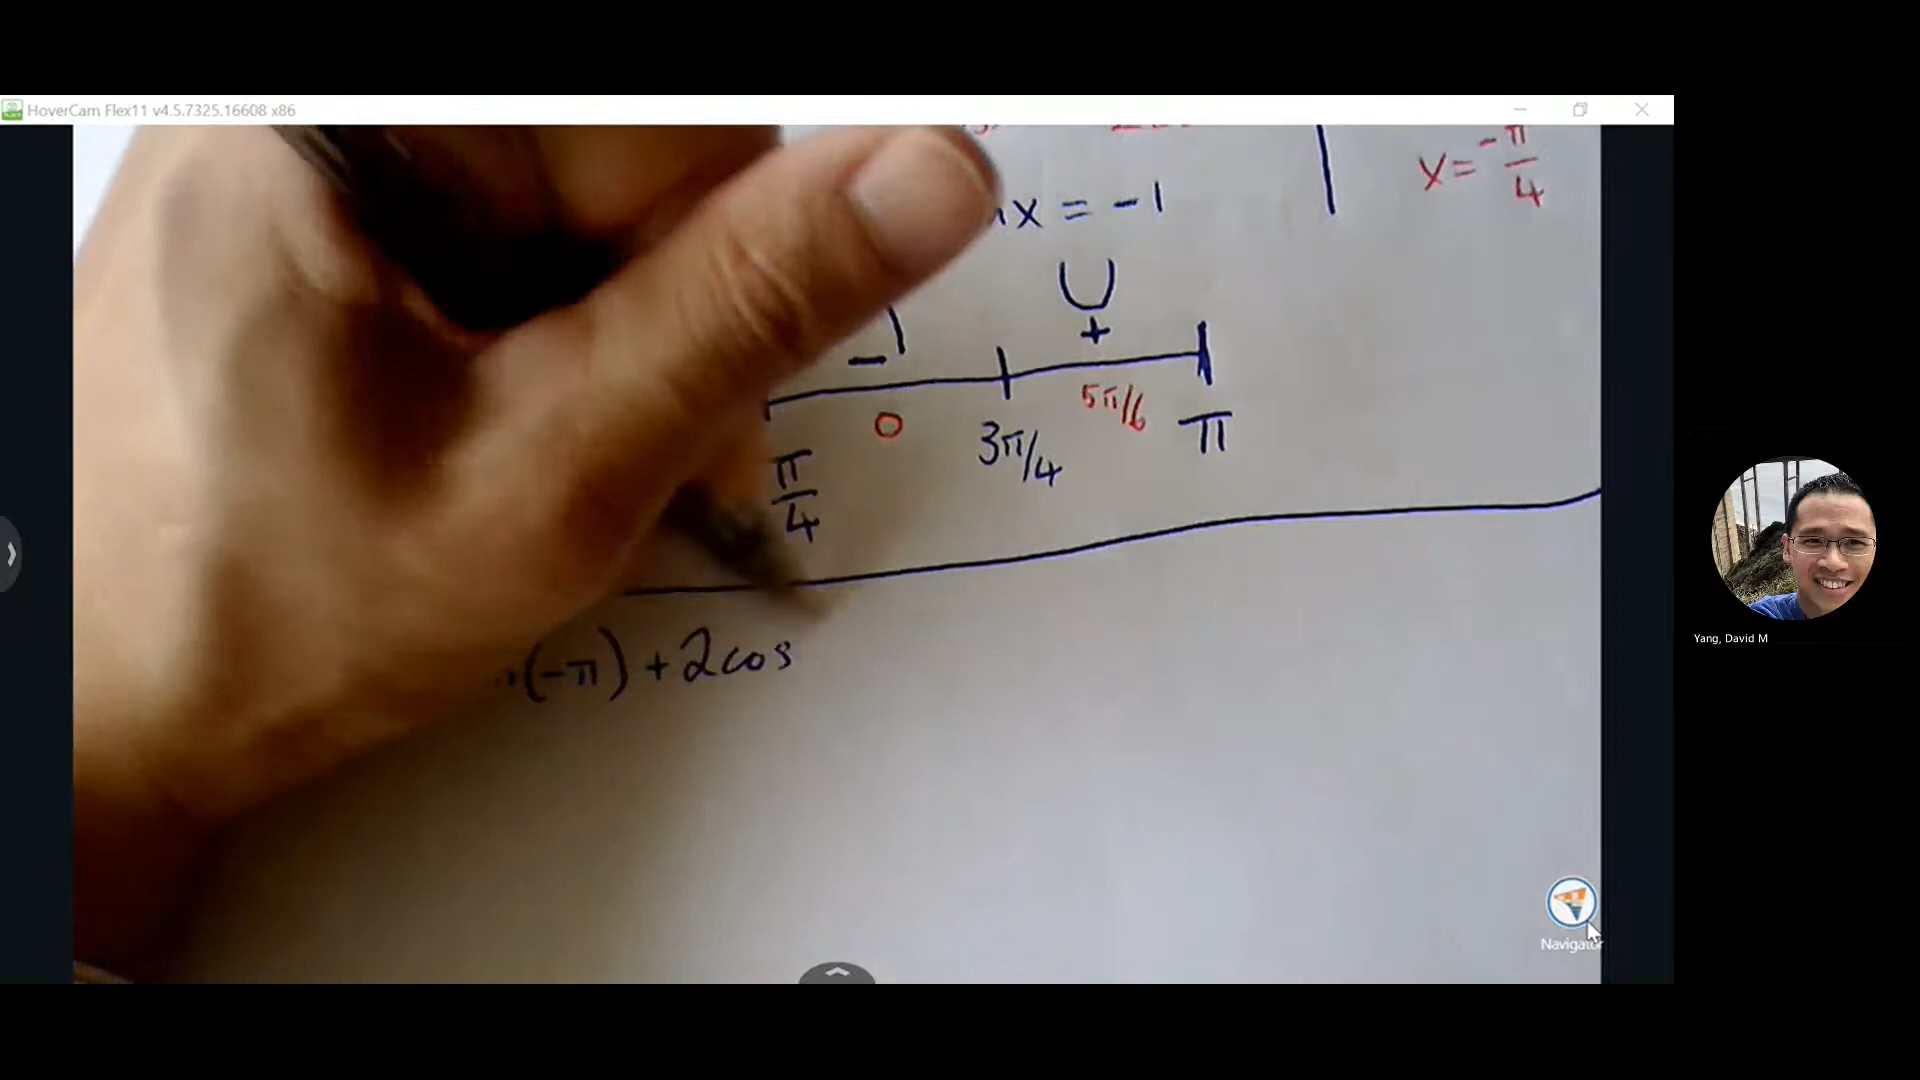 HoverCam Flex11 v4.5.7325.16608 x86
x = -π/4
x = -1
U
- +
0 5π/6
π/4 3π/4 π
(-π) + 2cos
Navigator
Yang, David M